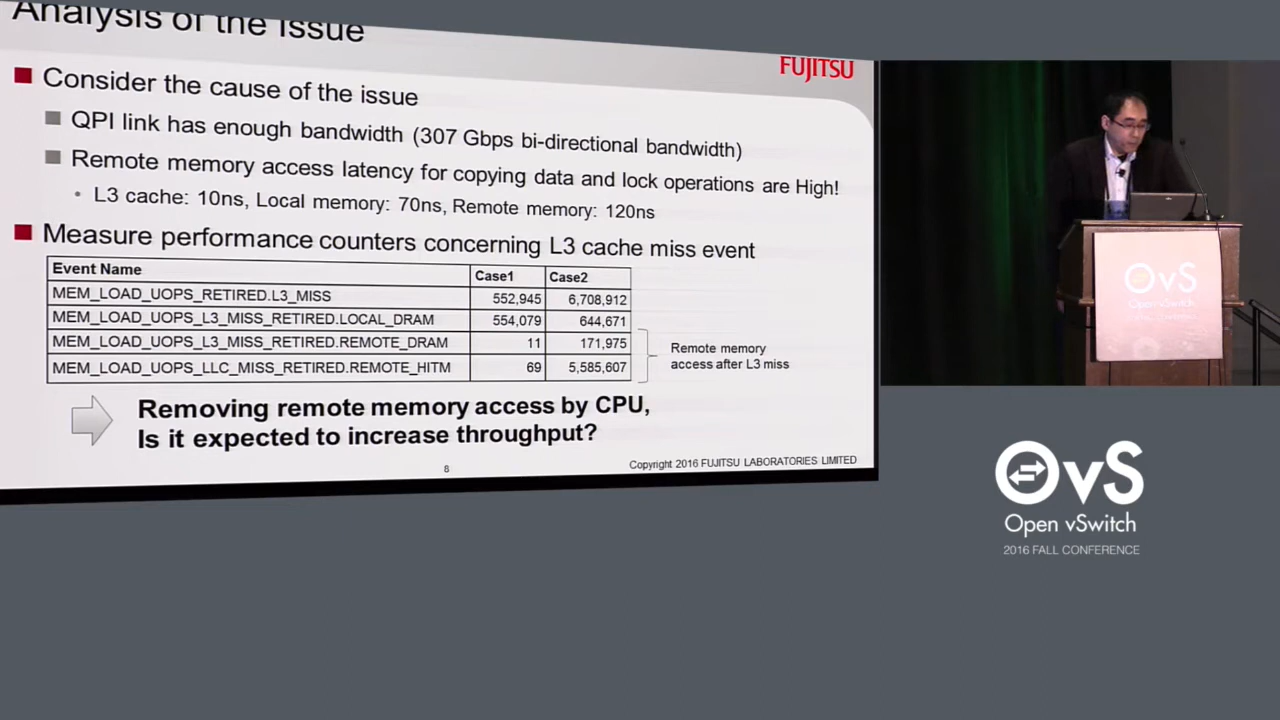 Analysis of the issue
FUJITSU
Consider the cause of the issue
QPI link has enough bandwidth (307 Gbps bi-directional bandwidth)
Remote memory access latency for copying data and lock operations are High!
L3 cache: 10ns, Local memory: 70ns, Remote memory: 120ns
Measure performance counters concerning L3 cache miss event
Event Name Case1 Case2
MEM_LOAD_UOPS_RETIRED.L3_MISS 552,945 6,708,912
MEM_LOAD_UOPS_L3_MISS_RETIRED.LOCAL_DRAM 554,079 644,671
MEM_LOAD_UOPS_L3_MISS_RETIRED.REMOTE_DRAM 11 171,975
MEM_LOAD_UOPS_LLC_MISS_RETIRED.REMOTE_HITM 69 5,585,607
Remote memory
access after L3 miss
Removing remote memory access by CPU,
Is it expected to increase throughput?
8
Copyright 2016 FUJITSU LABORATORIES LIMITED
OvS
Open vSwitch
OvS
Open vSwitch
2016 FALL CONFERENCE